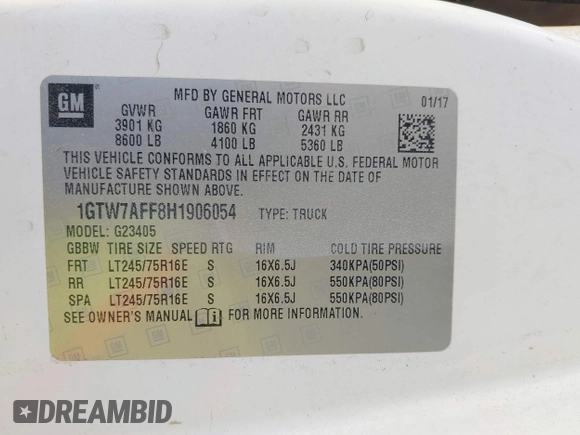 GM
MFD BY GENERAL MOTORS LLC 01/17
GVWR GAWR FRT GAWR RR
3901 KG 1860 KG 2431 KG
8600 LB 4100 LB 5360 LB
THIS VEHICLE CONFORMS TO ALL APPLICABLE U.S. FEDERAL MOTOR
VEHICLE SAFETY STANDARDS IN EFFECT ON THE DATE OF
MANUFACTURE SHOWN ABOVE.
1GTW7AFF8H1906054 TYPE: TRUCK
MODEL: G23405
GBBW TIRE SIZE SPEED RTG RIM COLD TIRE PRESSURE
FRT LT245/75R16E S 16X6.5J 340KPA(50PSI)
RR LT245/75R16E S 16X6.5J 550KPA(80PSI)
SPA LT245/75R16E S 16X6.5J 550KPA(80PSI)
SEE OWNER'S MANUAL FOR MORE INFORMATION.
DREAMBID